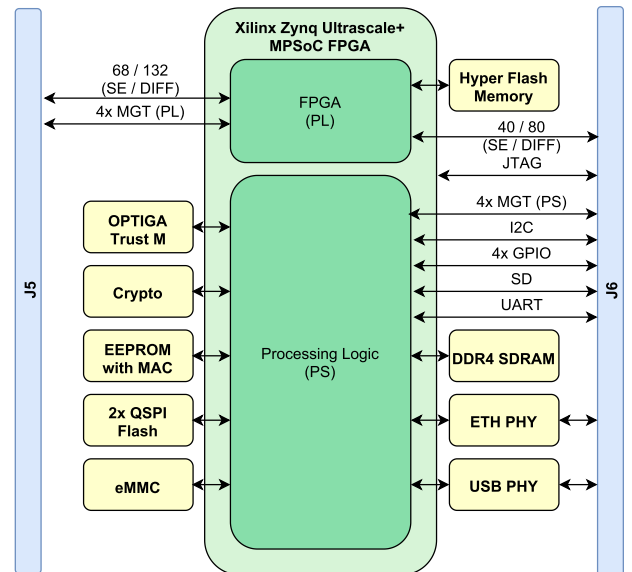 Xilinx Zynq Ultrascale+
MPSoC FPGA
68 / 132
(SE / DIFF)
4x MGT (PL)
FPGA
(PL)
Hyper Flash
Memory
40 / 80
(SE / DIFF)
JTAG
4x MGT (PS)
I2C
4x GPIO
SD
UART
OPTIGA
Trust M
Crypto
EEPROM
with MAC
2x QSPI
Flash
eMMC
Processing Logic
(PS)
DDR4 SDRAM
ETH PHY
USB PHY
J5
J6